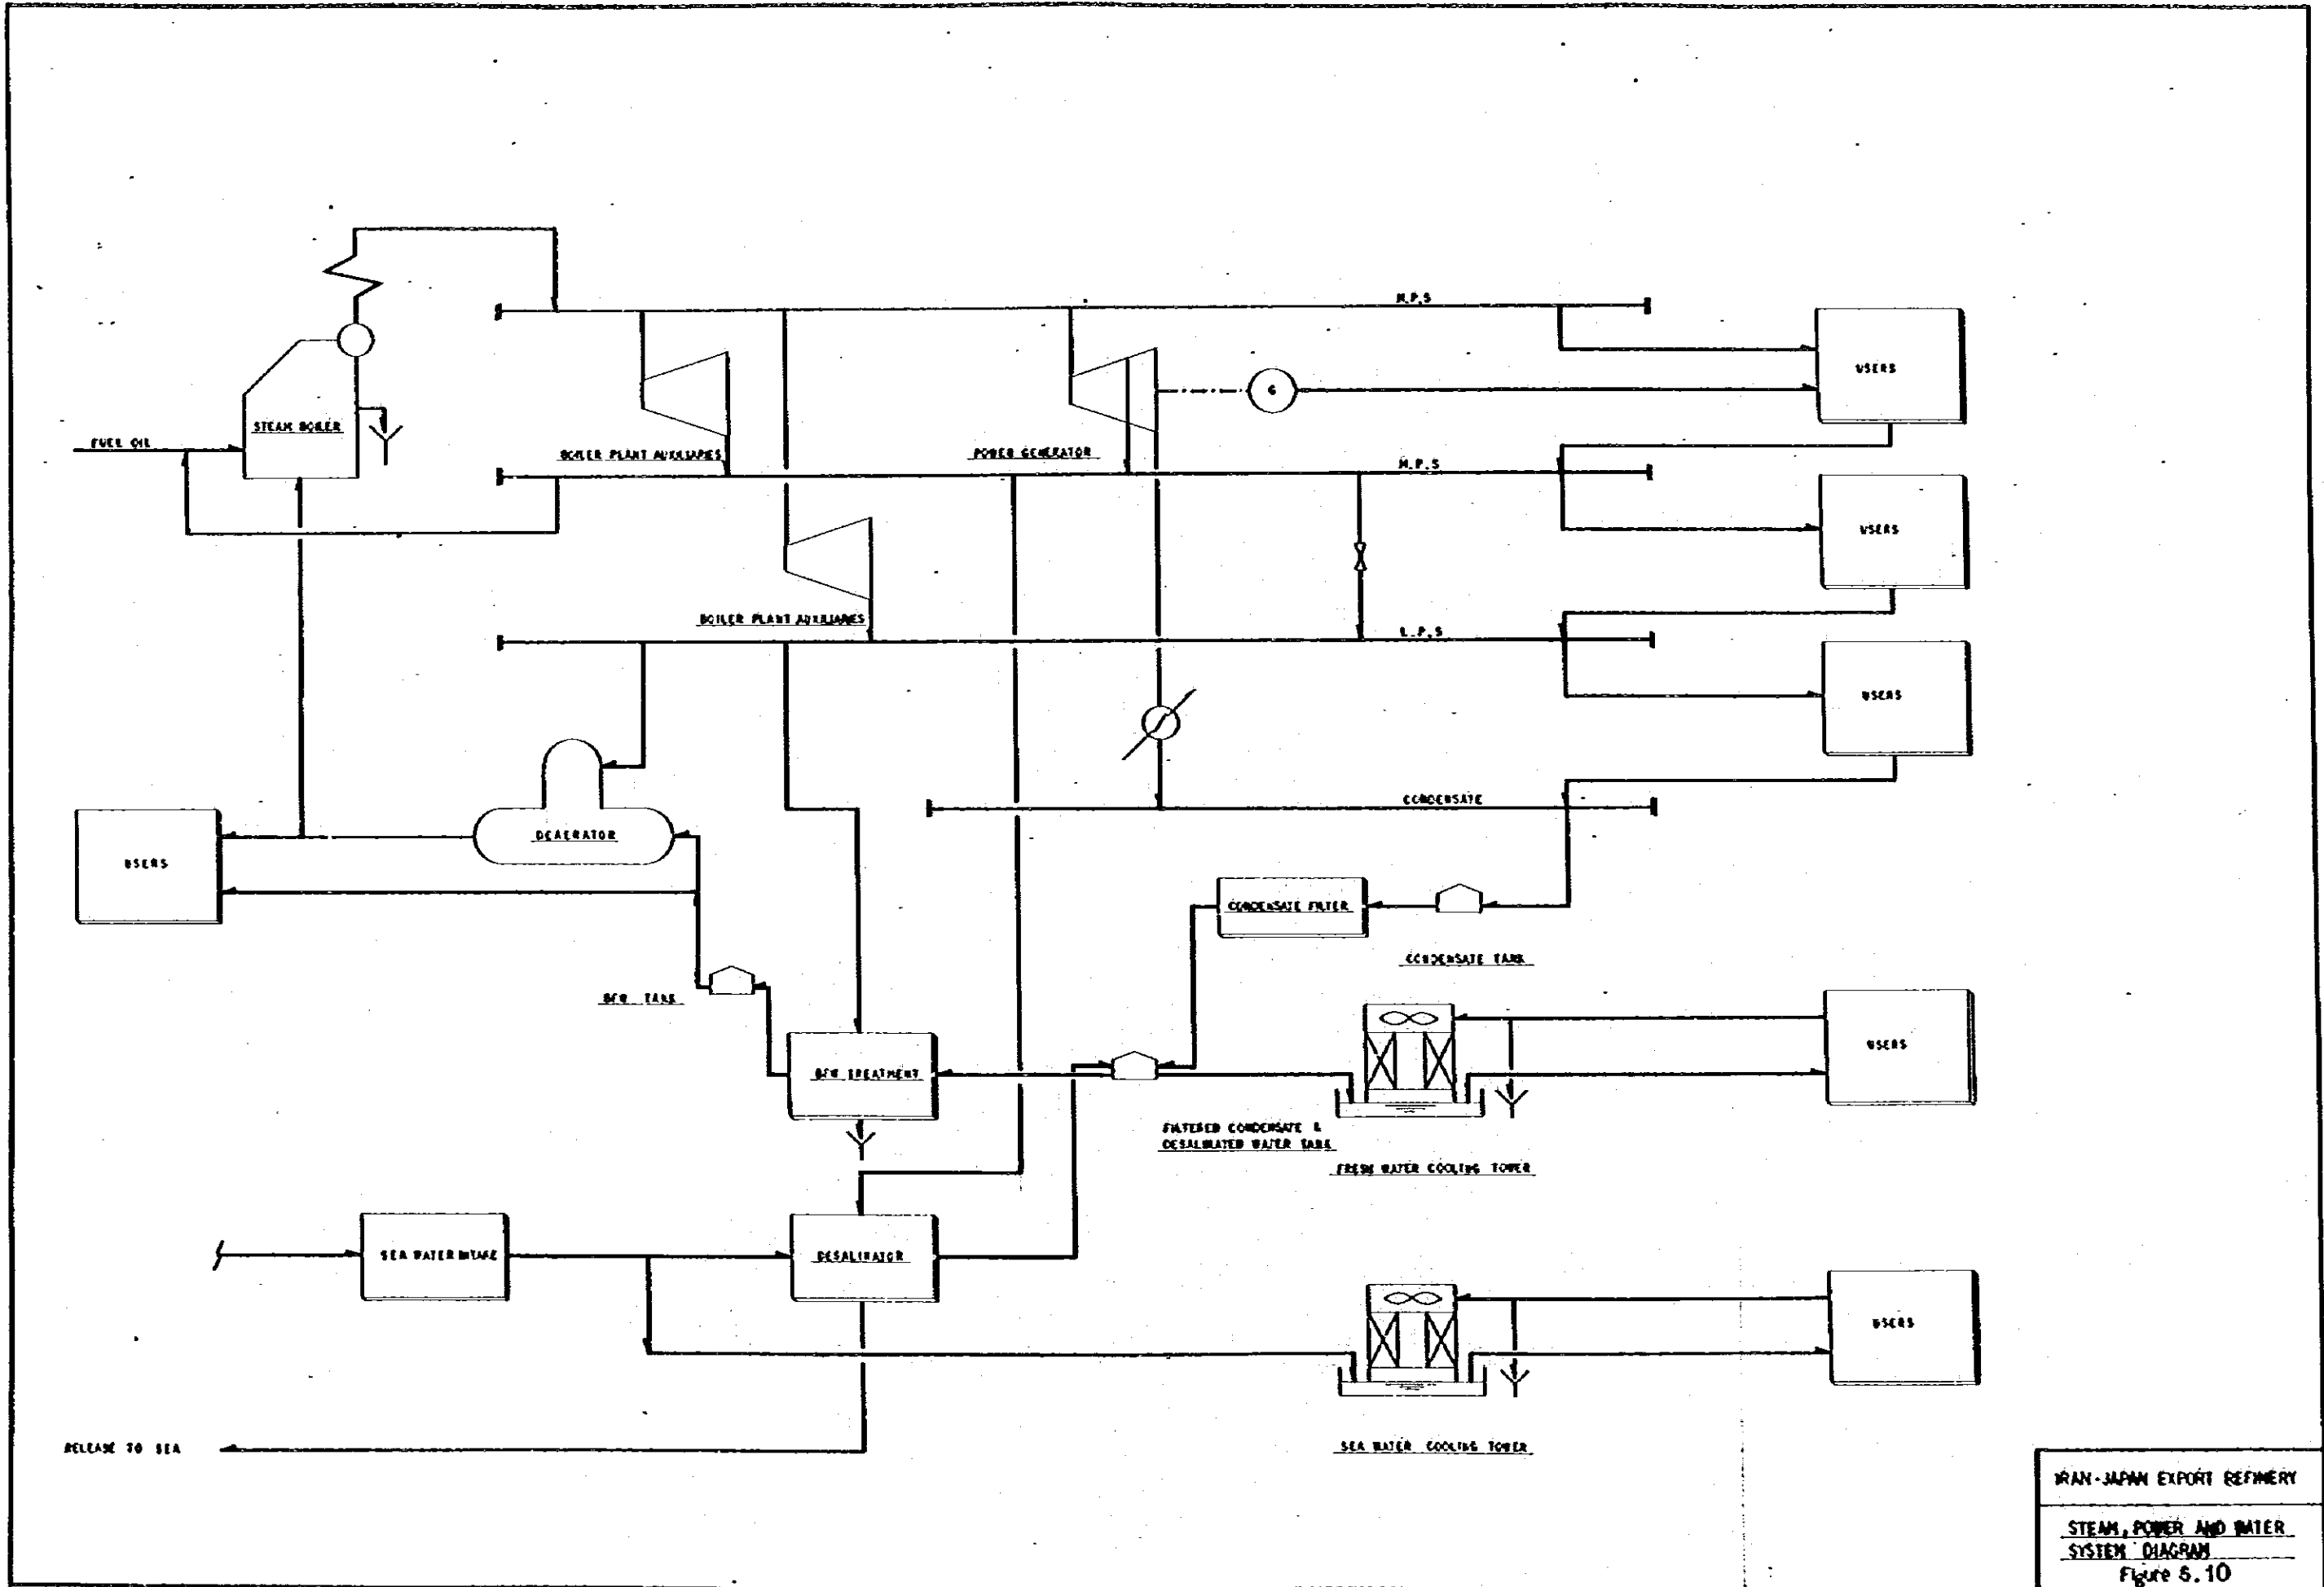 H.P.S
USERS
STEAM BOILER
FUEL OIL
BOILER PLANT AUXILIARIES
POWER GENERATOR
G
M.P.S
USERS
BOILER PLANT AUXILIARIES
L.P.S
USERS
CONDENSATE
DEAERATOR
USERS
CONDENSATE FILTER
CONDENSATE TANK
BFW TANK
USERS
BFW TREATMENT
FILTERED CONDENSATE &
DESALINATED WATER TANK
FRESH WATER COOLING TOWER
SEA WATER INTAKE
DESALINATOR
USERS
RELEASE TO SEA
SEA WATER COOLING TOWER
IRAN-JAPAN EXPORT REFINERY
STEAM, POWER AND WATER
SYSTEM DIAGRAM
Figure 5.10